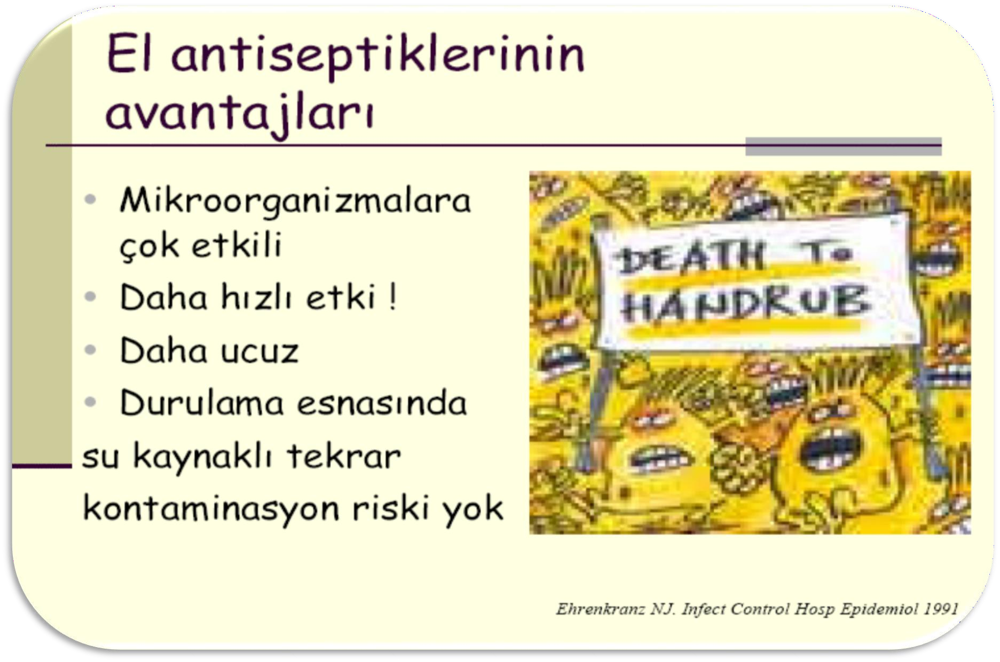 El antiseptiklerinin
avantajları
Mikroorganizmalara
çok etkili
Daha hızlı etki !
Daha ucuz
Durulama esnasında
su kaynaklı tekrar
kontaminasyon riski yok
DEATH To
HANDRUB
Ehrenkranz NJ. Infect Control Hosp Epidemiol 1991